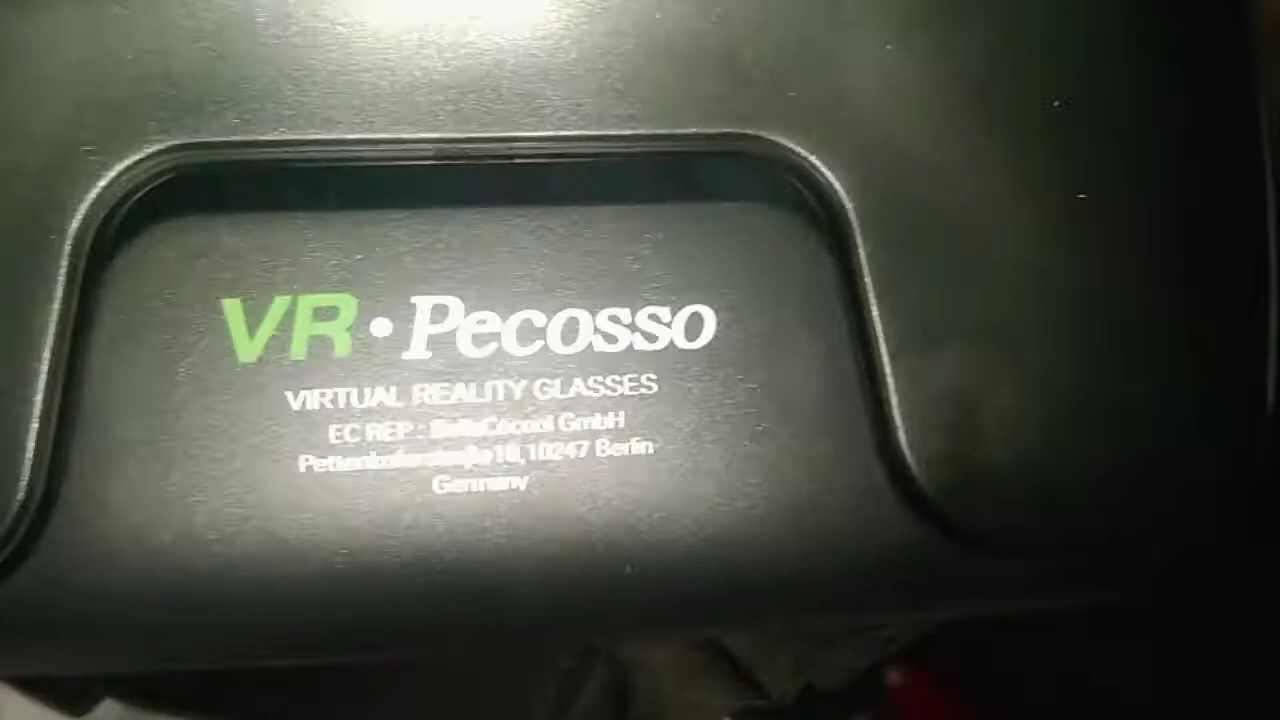 VR • Pecosso
VIRTUAL REALITY GLASSES
EC REP : GmbH
10247 Berlin
Germany